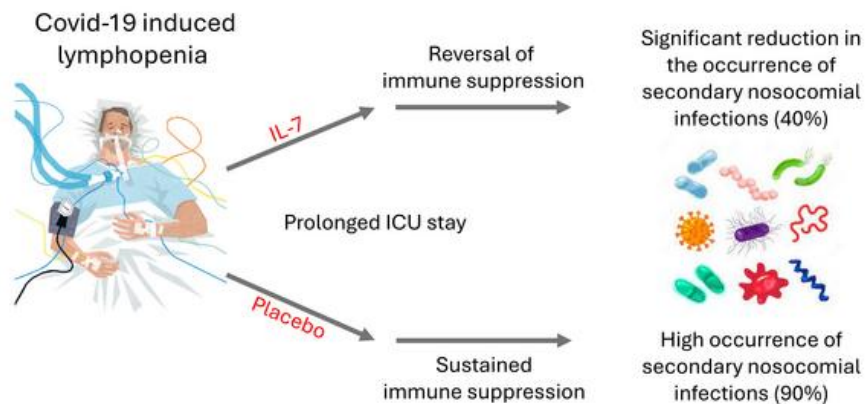 Covid-19 induced
lymphopenia
IL-7
Reversal of
immune suppression
Significant reduction in
the occurrence of
secondary nosocomial
infections (40%)
Prolonged ICU stay
Placebo
Sustained
immune suppression
High occurrence of
secondary nosocomial
infections (90%)